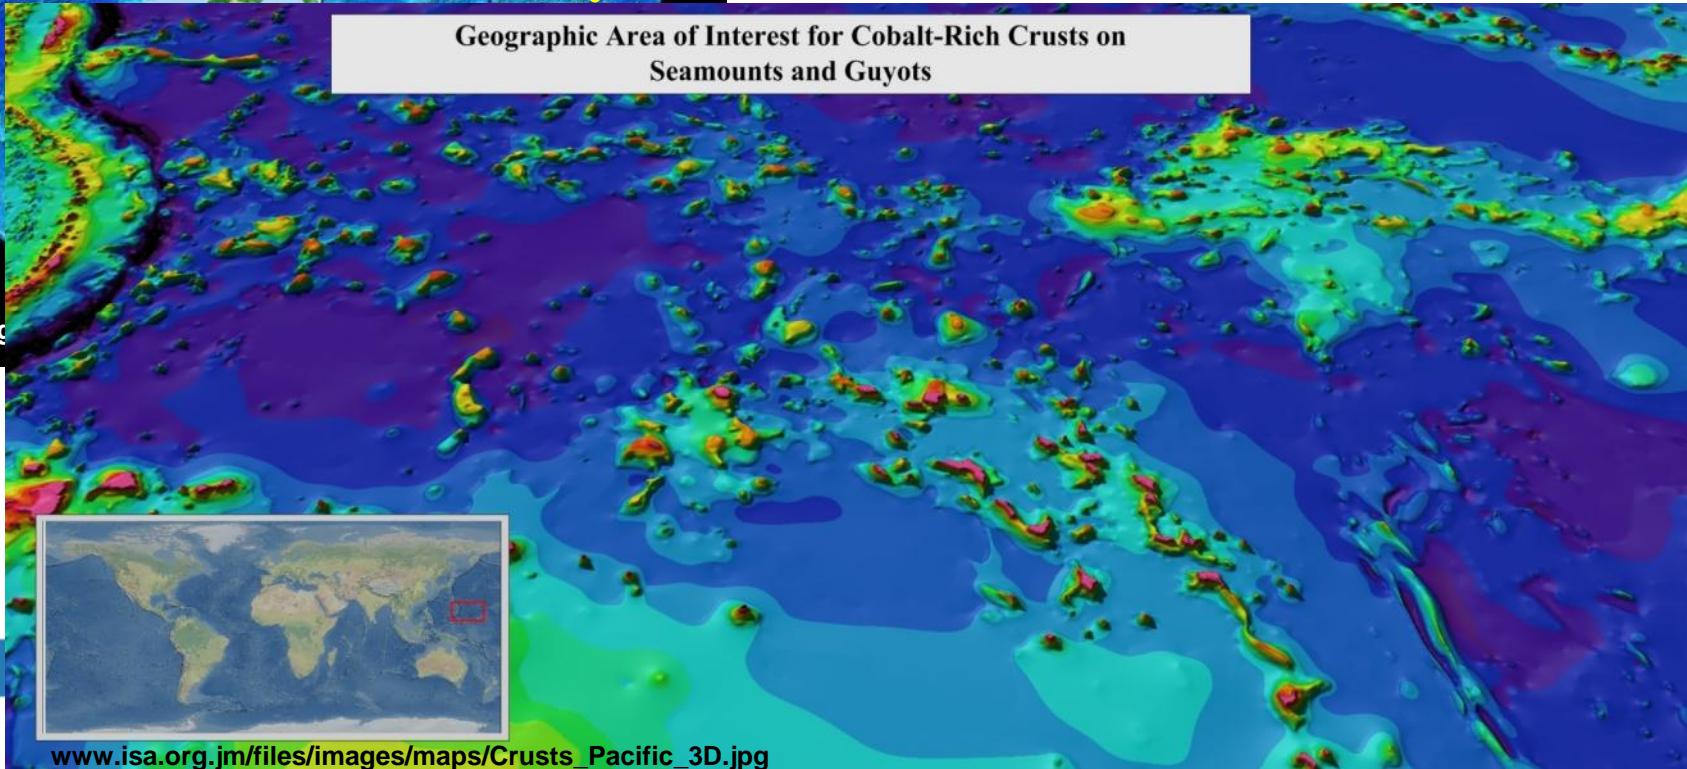 Geographic Area of Interest for Cobalt-Rich Crusts on
Seamounts and Guyots
www.isa.org.jm/files/images/maps/Crusts_Pacific_3D.jpg